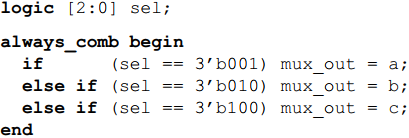 logic [2:0] sel;
always_comb begin
if (sel == 3’b001) mux_out = a;
else if (sel == 3’b010) mux_out = b;
else if (sel == 3’b100) mux_out = c;
end